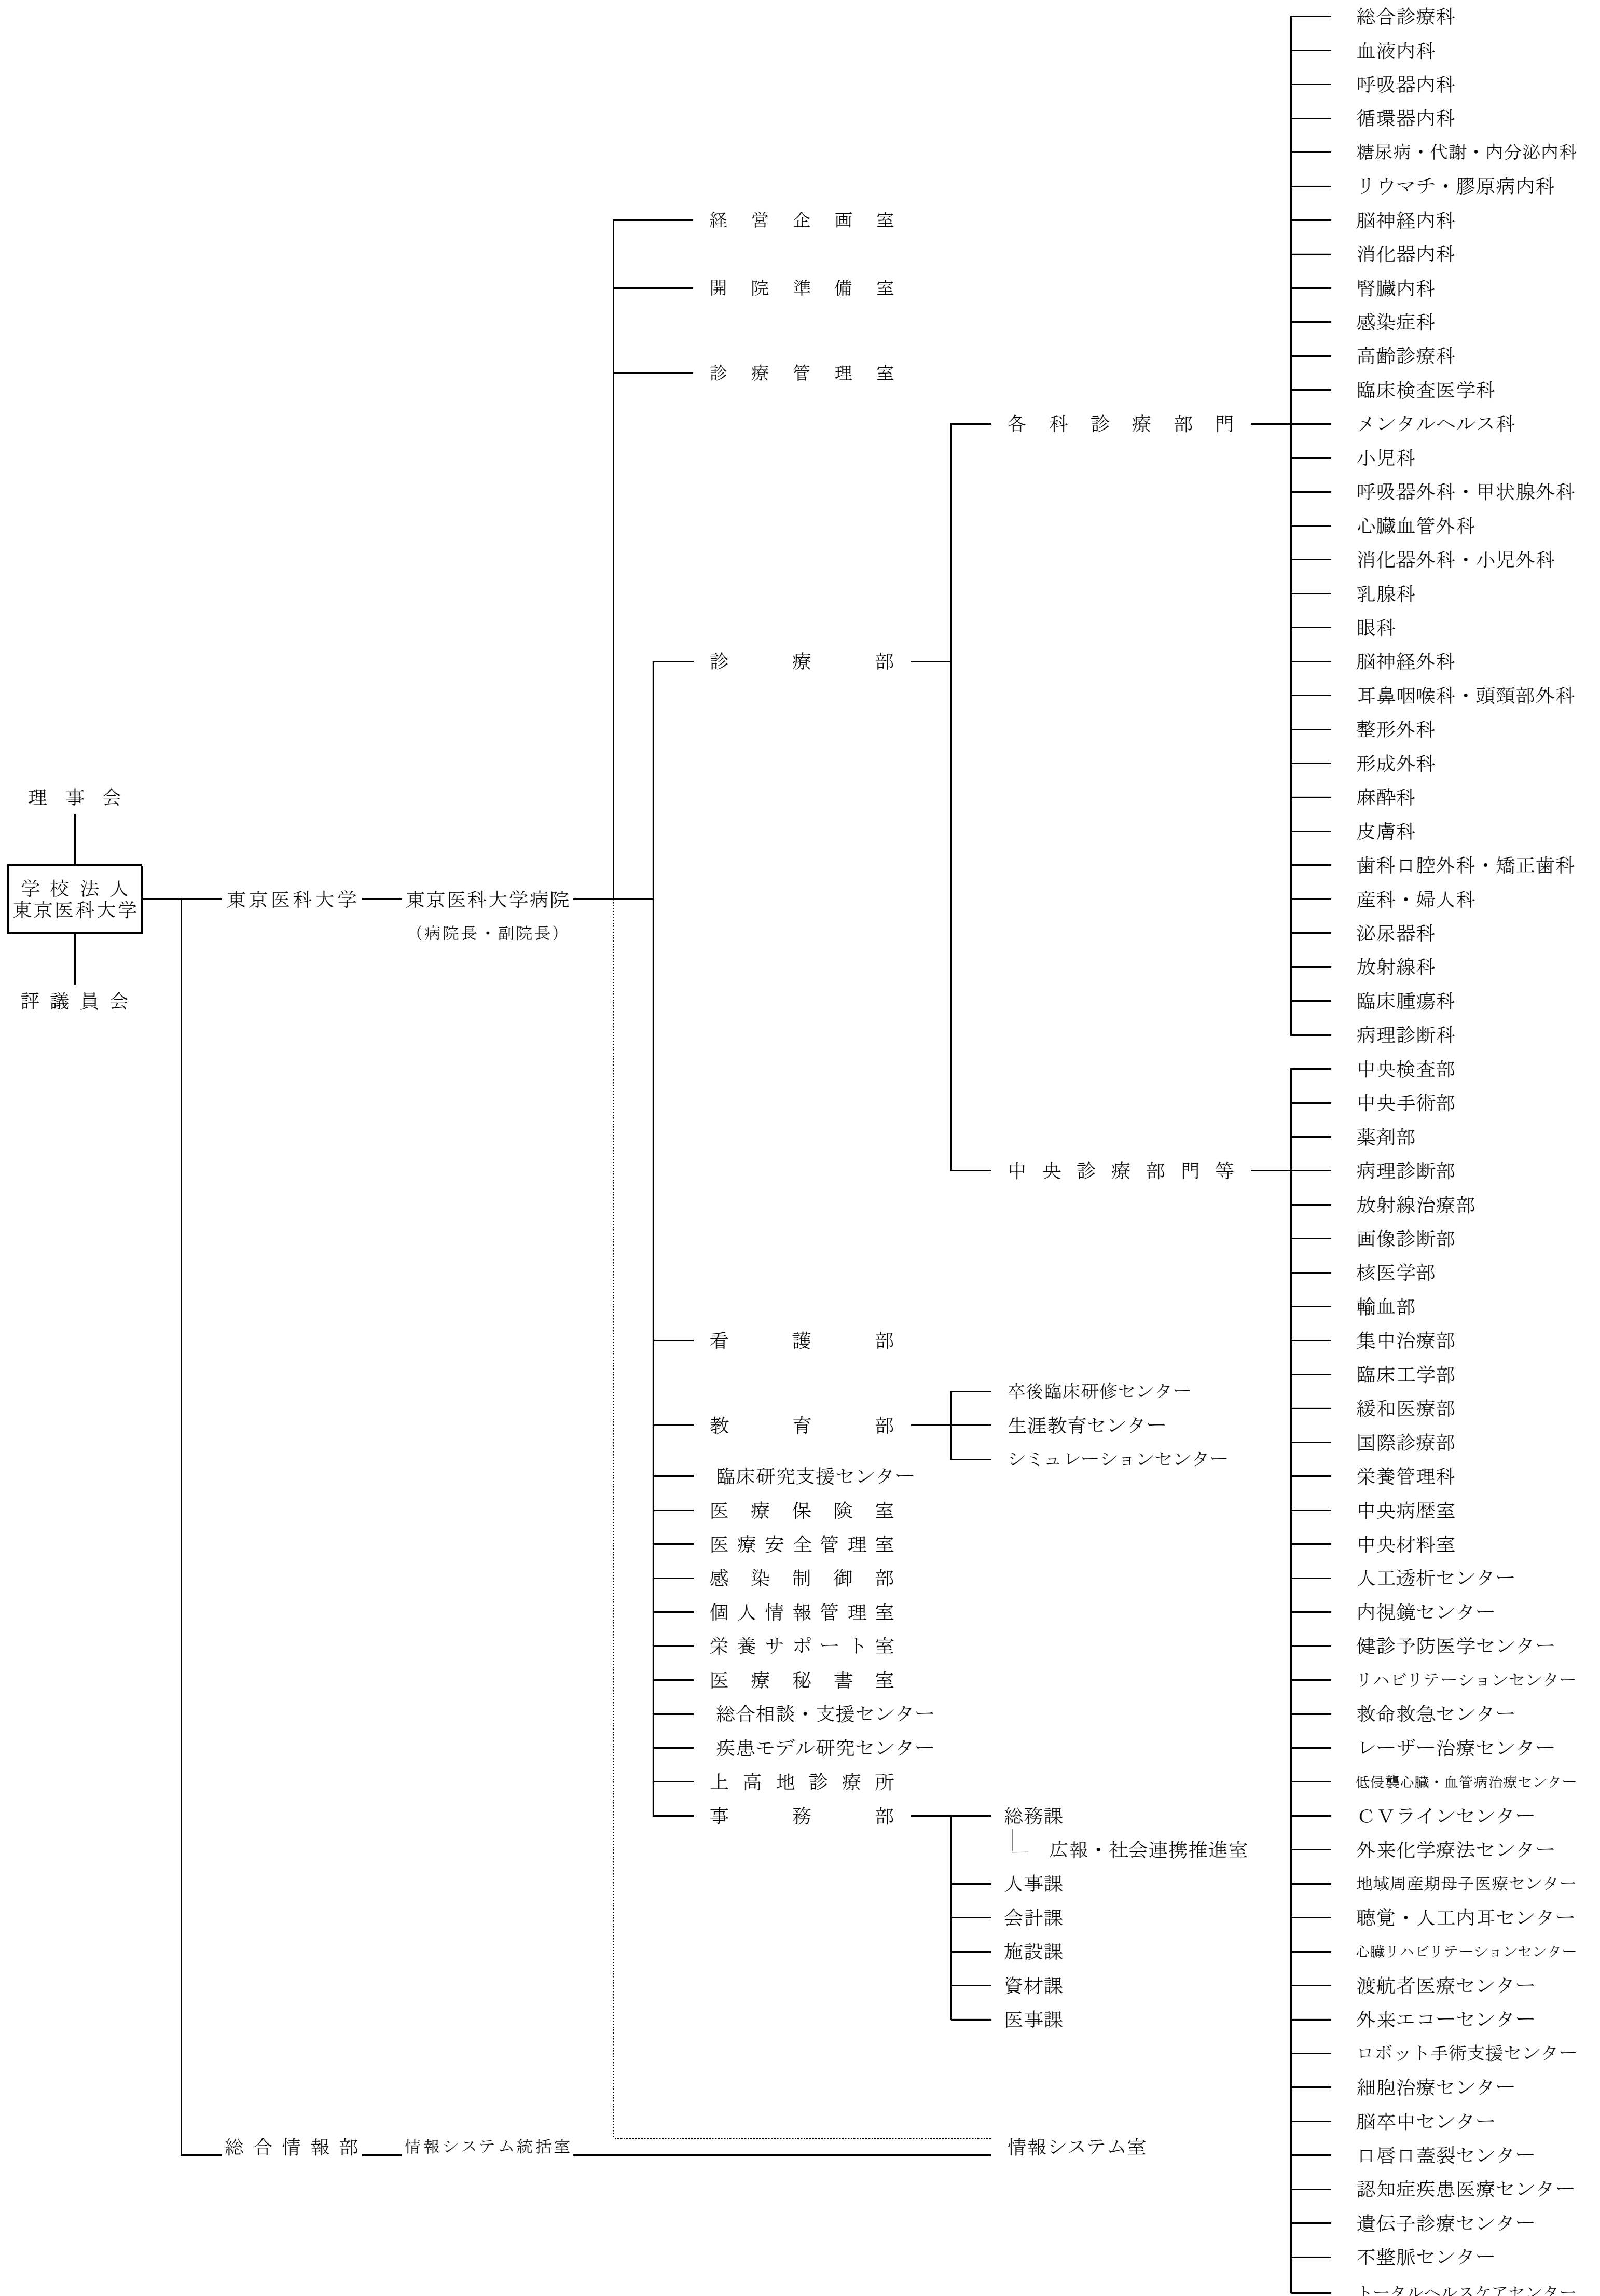 理事会
学校法人
東京医科大学
評議員会
東京医科大学
東京医科大学病院
（病院長・副院長）
総合情報部
情報システム統括室
経営企画室
開院準備室
診療管理室
診療部
看護部
教育部
臨床研究支援センター
医療保険室
医療安全管理室
感染制御部
個人情報管理室
栄養サポート室
医療秘書室
総合相談・支援センター
疾患モデル研究センター
上高地診療所
事務部
各科診療部門
中央診療部門等
卒後臨床研修センター
生涯教育センター
シミュレーションセンター
総務課
広報・社会連携推進室
人事課
会計課
施設課
資材課
医事課
情報システム室
総合診療科
血液内科
呼吸器内科
循環器内科
糖尿病・代謝・内分泌内科
リウマチ・膠原病内科
脳神経内科
消化器内科
腎臓内科
感染症科
高齢診療科
臨床検査医学科
メンタルヘルス科
小児科
呼吸器外科・甲状腺外科
心臓血管外科
消化器外科・小児外科
乳腺科
眼科
脳神経外科
耳鼻咽喉科・頭頸部外科
整形外科
形成外科
麻酔科
皮膚科
歯科口腔外科・矯正歯科
産科・婦人科
泌尿器科
放射線科
臨床腫瘍科
病理診断科
中央検査部
中央手術部
薬剤部
病理診断部
放射線治療部
画像診断部
核医学部
輸血部
集中治療部
臨床工学部
緩和医療部
国際診療部
栄養管理科
中央病歴室
中央材料室
人工透析センター
内視鏡センター
健診予防医学センター
リハビリテーションセンター
救命救急センター
レーザー治療センター
低侵襲心臓・血管病治療センター
ＣＶラインセンター
外来化学療法センター
地域周産期母子医療センター
聴覚・人工内耳センター
心臓リハビリテーションセンター
渡航者医療センター
外来エコーセンター
ロボット手術支援センター
細胞治療センター
脳卒中センター
口唇口蓋裂センター
認知症疾患医療センター
遺伝子診療センター
不整脈センター
トータルヘルスケアセンター